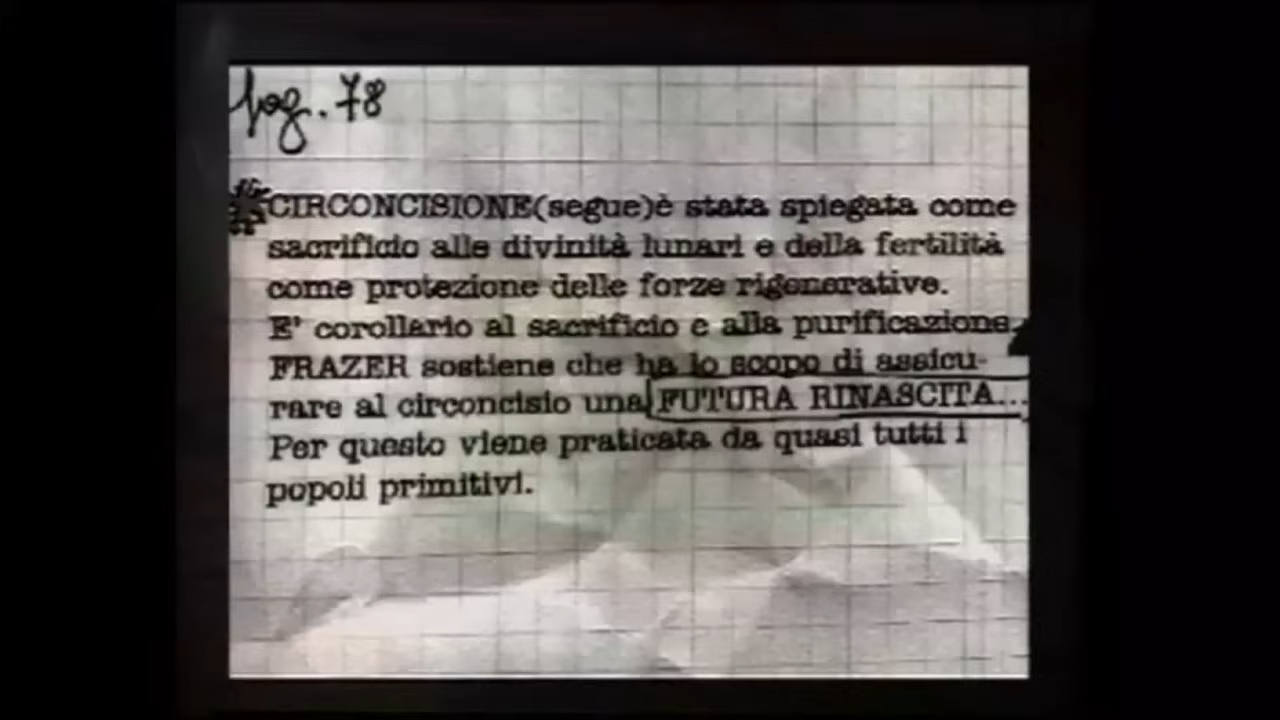 pag. 78
CIRCONCISIONE(segue)è stata spiegata come
sacrificio alle divinità lunari e della fertilità
come protezione delle forze rigenerative.
E' corollario al sacrificio e alla purificazione.
FRAZER sostiene che ha lo scopo di assicu-
rare al circoncisio una FUTURA RINASCITA...
Per questo viene praticata da quasi tutti i
popoli primitivi.